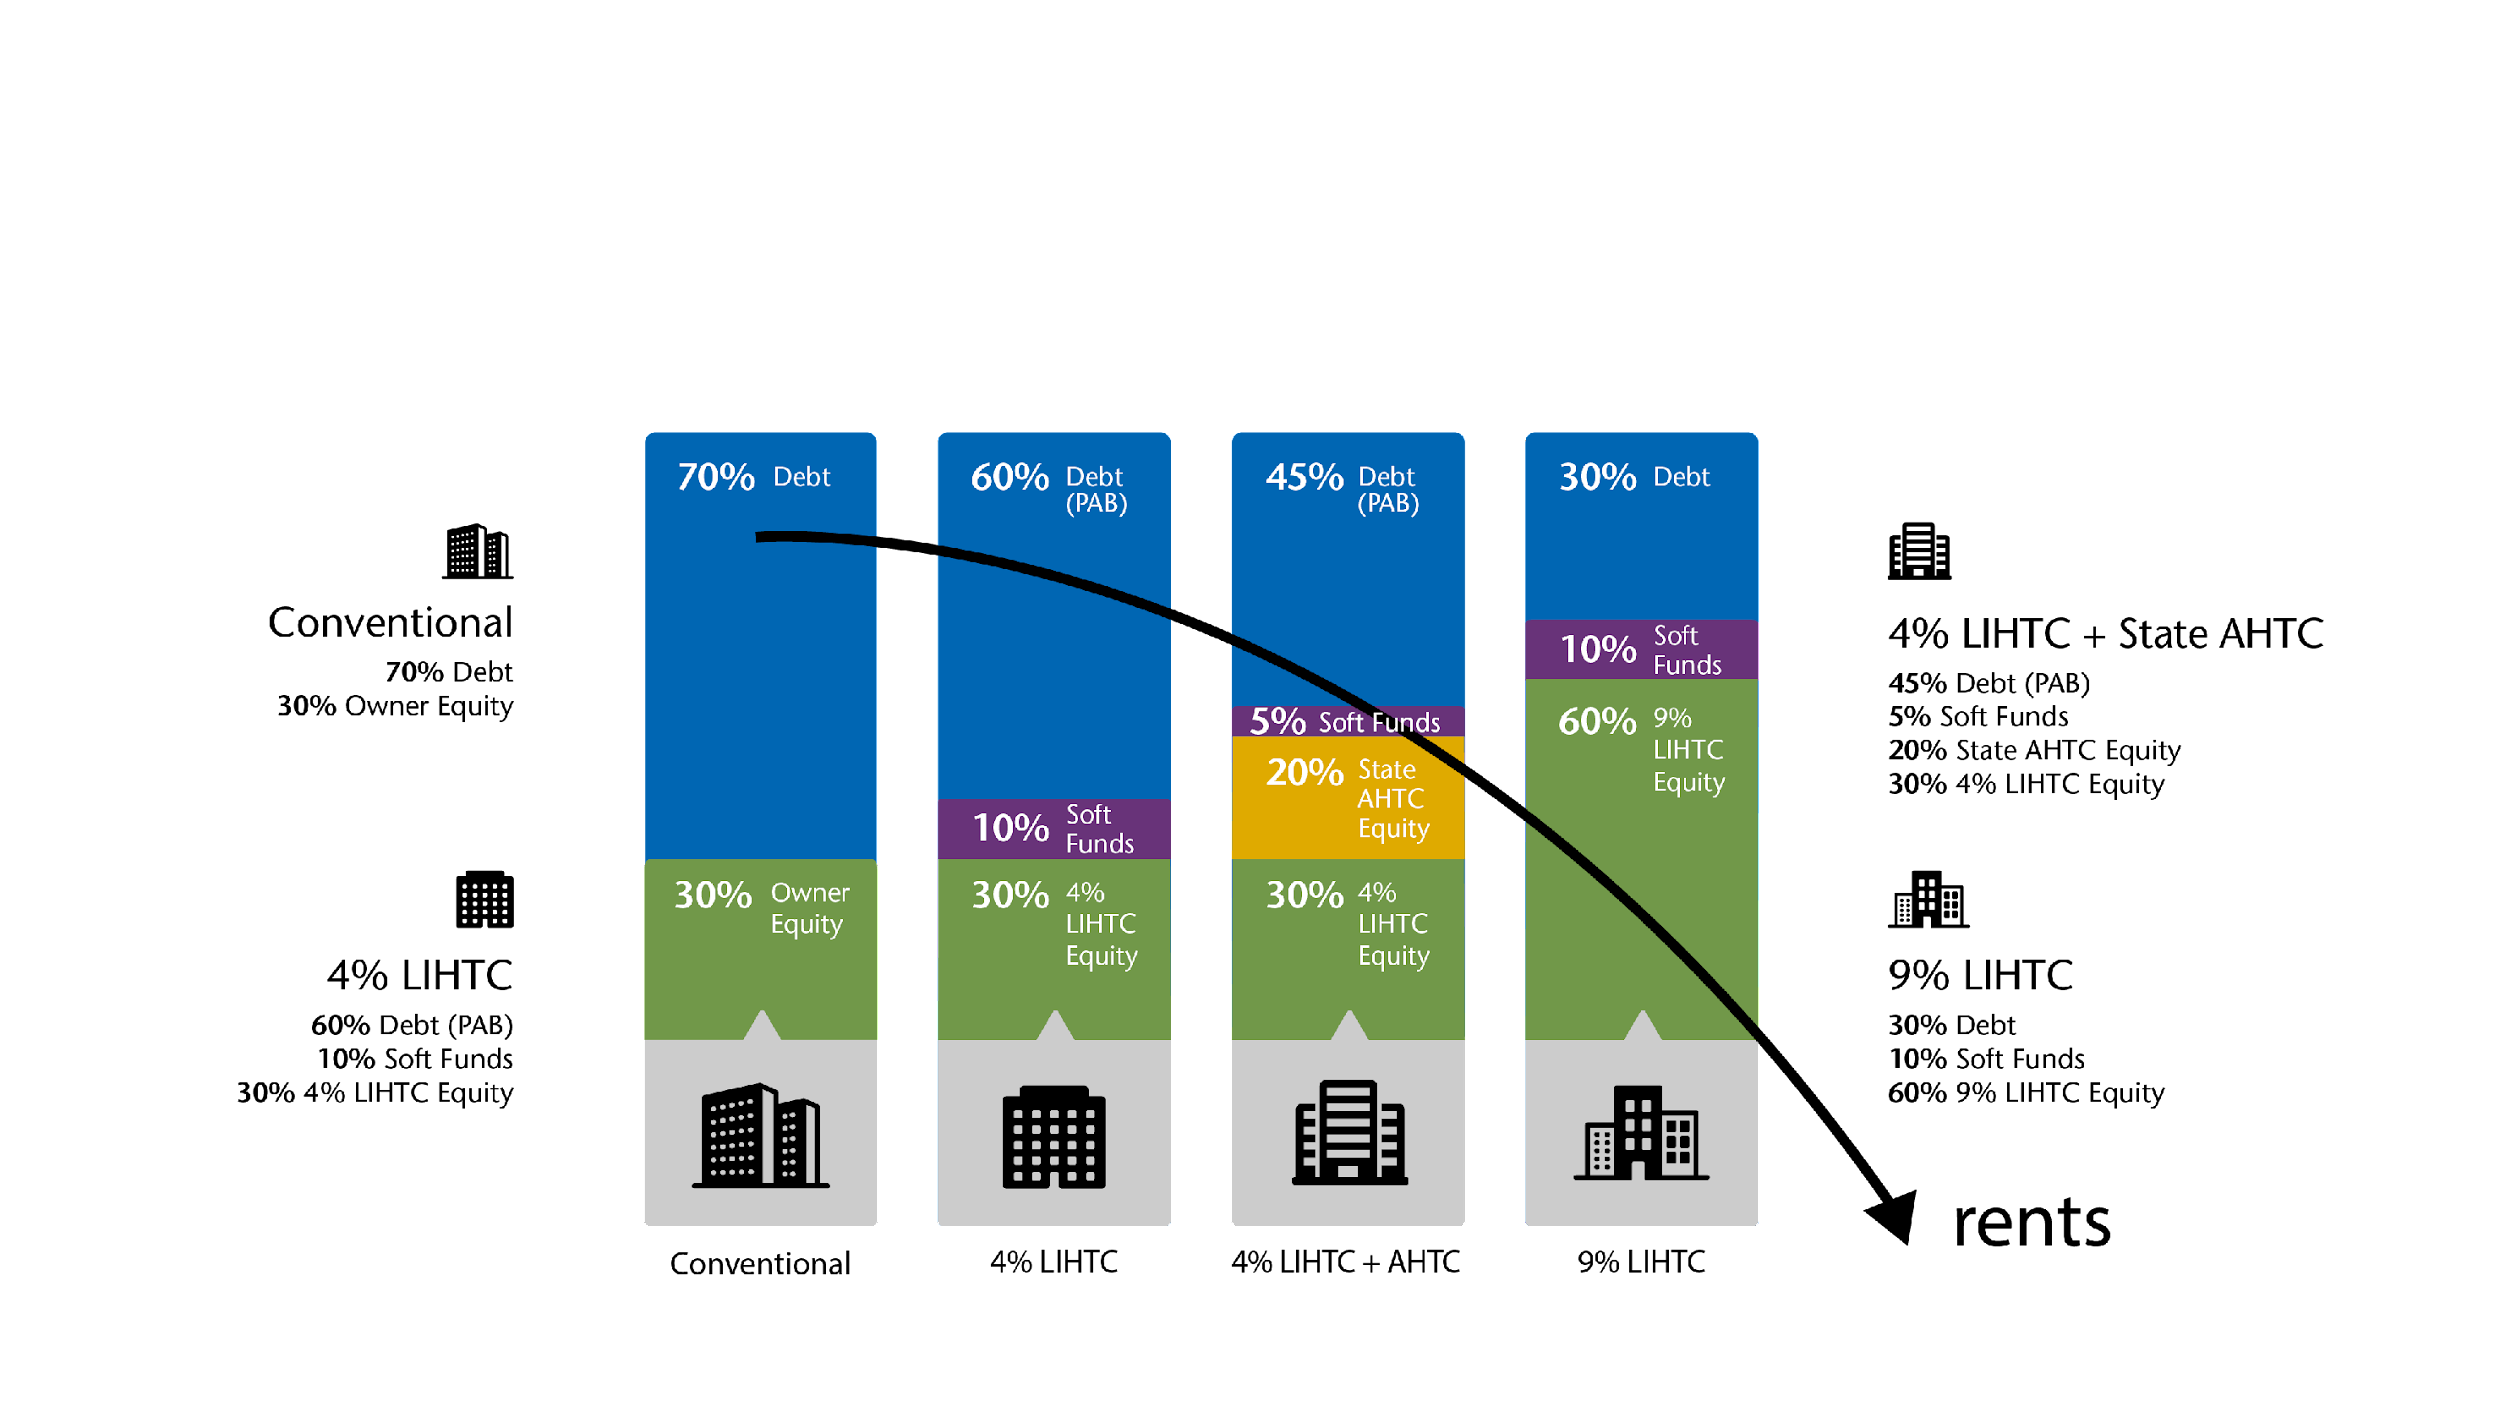 Conventional
70% Debt
30% Owner Equity
4% LIHTC
60% Debt (PAB)
10% Soft Funds
30% 4% LIHTC Equity
70% Debt
30% Owner
Equity
Conventional
60% Debt
(PAB)
10% Soft
Funds
30% 4%
LIHTC
Equity
4% LIHTC
45% Debt
(PAB)
5% Soft Funds
20% State
AHTC
Equity
30% 4%
LIHTC
Equity
4% LIHTC + AHTC
30% Debt
10% Soft
Funds
60% 9%
LIHTC
Equity
9% LIHTC
4% LIHTC + State AHTC
45% Debt (PAB)
5% Soft Funds
20% State AHTC Equity
30% 4% LIHTC Equity
9% LIHTC
30% Debt
10% Soft Funds
60% 9% LIHTC Equity
rents